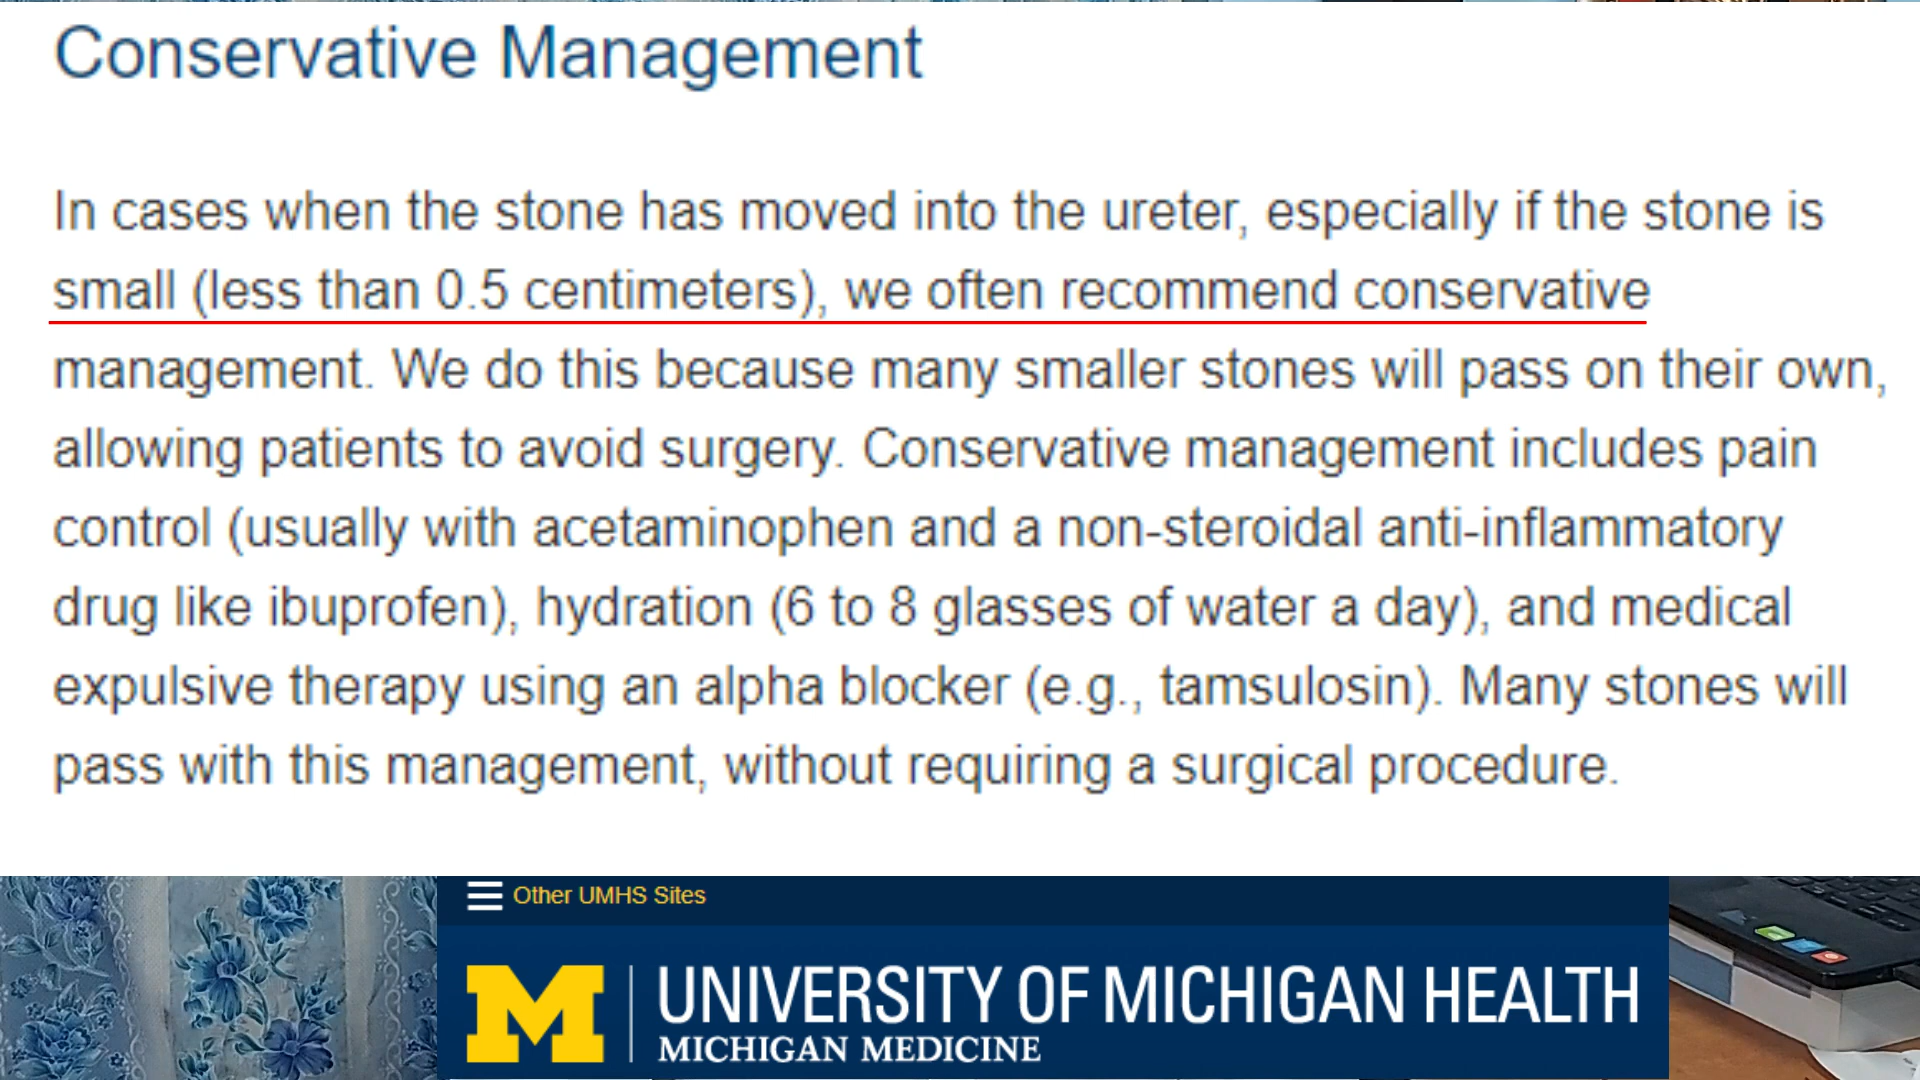 Conservative Management
In cases when the stone has moved into the ureter, especially if the stone is
small (less than 0.5 centimeters), we often recommend conservative
management. We do this because many smaller stones will pass on their own,
allowing patients to avoid surgery. Conservative management includes pain
control (usually with acetaminophen and a non-steroidal anti-inflammatory
drug like ibuprofen), hydration (6 to 8 glasses of water a day), and medical
expulsive therapy using an alpha blocker (e.g., tamsulosin). Many stones will
pass with this management, without requiring a surgical procedure.
Other UMHS Sites
M
UNIVERSITY OF MICHIGAN HEALTH
MICHIGAN MEDICINE